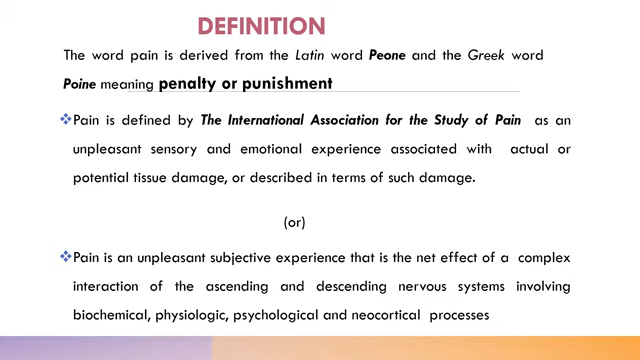 DEFINITION
The word pain is derived from the Latin word Peone and the Greek word
Poine meaning penalty or punishment
❖Pain is defined by The International Association for the Study of Pain as an
unpleasant sensory and emotional experience associated with actual or
potential tissue damage, or described in terms of such damage.
(or)
❖Pain is an unpleasant subjective experience that is the net effect of a complex
interaction of the ascending and descending nervous systems involving
biochemical, physiologic, psychological and neocortical processes